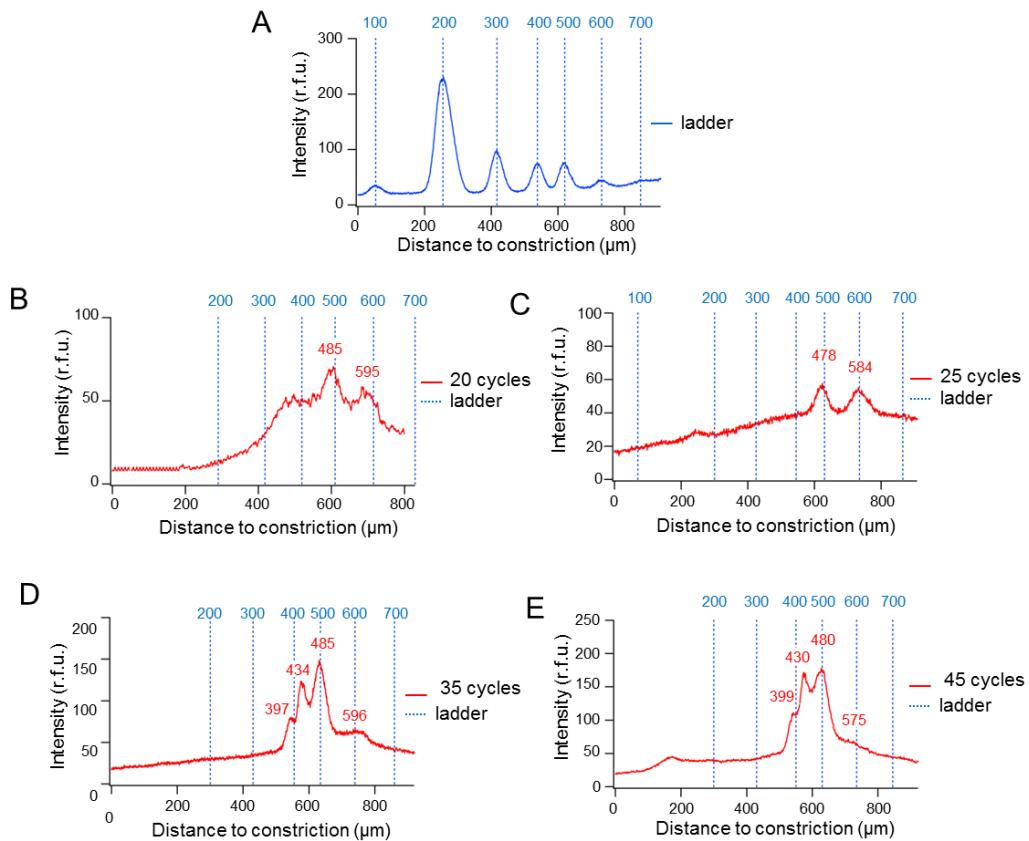 A
100 200 300 400 500 600 700
300
200
100
0
Intensity (r.f.u.)
ladder
0 200 400 600 800
Distance to constriction (µm)
B
200 300 400 500 600 700
100
50
0
Intensity (r.f.u.)
485
595
20 cycles
ladder
0 200 400 600 800
Distance to constriction (µm)
C
100 200 300 400 500 600 700
100
80
60
40
20
0
Intensity (r.f.u.)
478
584
25 cycles
ladder
0 200 400 600 800
Distance to constriction (µm)
D
200 300 400 500 600 700
200
150
100
50
0
Intensity (r.f.u.)
397
434
485
596
35 cycles
ladder
0 200 400 600 800
Distance to constriction (µm)
E
200 300 400 500 600 700
250
200
150
100
50
0
Intensity (r.f.u.)
399
430
480
575
45 cycles
ladder
0 200 400 600 800
Distance to constriction (µm)